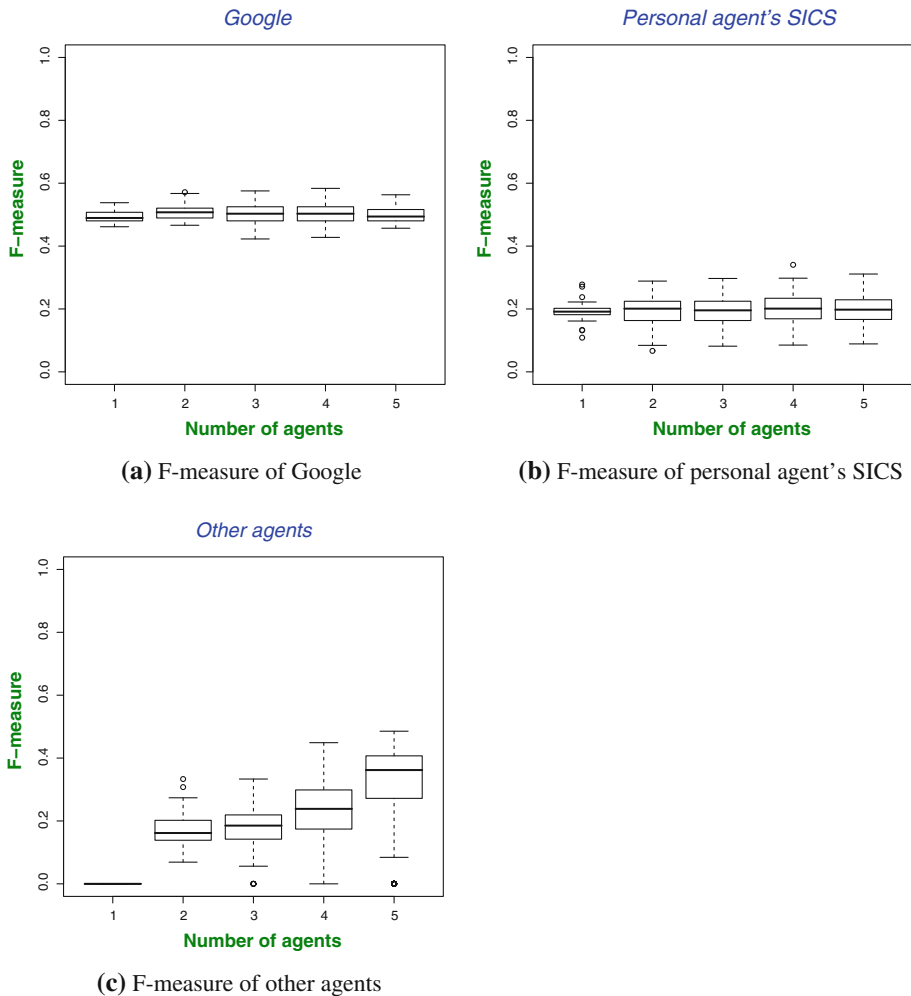 Google
1.0
0.8
0.6
0.4
0.2
0.0
F−measure
1 2 3 4 5
Number of agents
(a) F-measure of Google
Personal agent's SICS
1.0
0.8
0.6
0.4
0.2
0.0
F−measure
1 2 3 4 5
Number of agents
(b) F-measure of personal agent's SICS
Other agents
1.0
0.8
0.6
0.4
0.2
0.0
F−measure
1 2 3 4 5
Number of agents
(c) F-measure of other agents